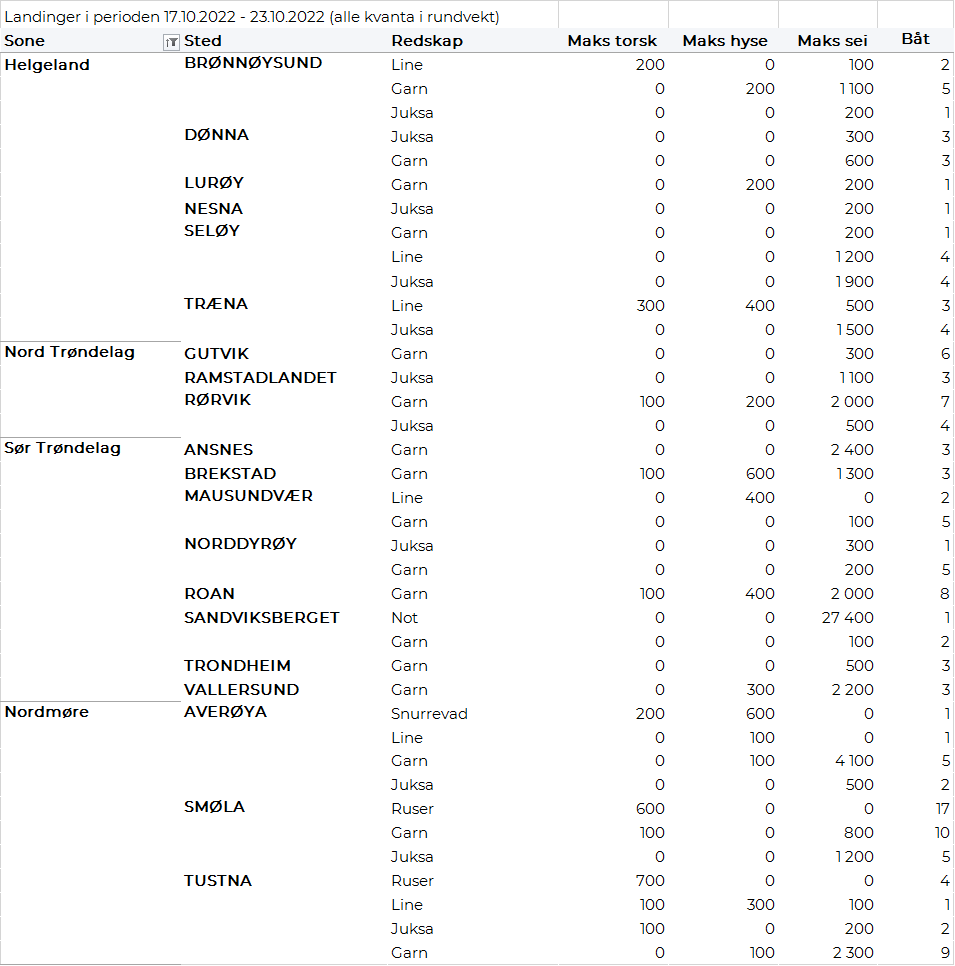 Landinger i perioden 17.10.2022 - 23.10.2022 (alle kvanta i rundvekt)
Sone Sted Redskap Maks torsk Maks hyse Maks sei Båt
Helgeland BRØNNØYSUND Line 200 0 100 2
Garn 0 200 1 100 5
Juksa 0 0 200 1
DØNNA Juksa 0 0 300 3
Garn 0 0 600 3
LURØY Garn 0 200 200 1
NESNA Juksa 0 0 200 1
SELØY Garn 0 0 200 1
Line 0 0 1 200 4
Juksa 0 0 1 900 4
TRÆNA Line 300 400 500 3
Juksa 0 0 1 500 4
Nord Trøndelag GUTVIK Garn 0 0 300 6
RAMSTADLANDET Juksa 0 0 1 100 3
RØRVIK Garn 100 200 2 000 7
Juksa 0 0 500 4
Sør Trøndelag ANSNES Garn 0 0 2 400 3
BREKSTAD Garn 100 600 1 300 3
MAUSUNDVÆR Line 0 400 0 2
Garn 0 0 100 5
NORDDYRØY Juksa 0 0 300 1
Garn 0 0 200 5
ROAN Garn 100 400 2 000 8
SANDVIKSBERGET Not 0 0 27 400 1
Garn 0 0 100 2
TRONDHEIM Garn 0 0 500 3
VALLERSUND Garn 0 300 2 200 3
Nordmøre AVERØYA Snurrevad 200 600 0 1
Line 0 100 0 1
Garn 0 100 4 100 5
Juksa 0 0 500 2
SMØLA Ruser 600 0 0 17
Garn 100 0 800 10
Juksa 0 0 1 200 5
TUSTNA Ruser 700 0 0 4
Line 100 300 100 1
Juksa 100 0 200 2
Garn 0 100 2 300 9